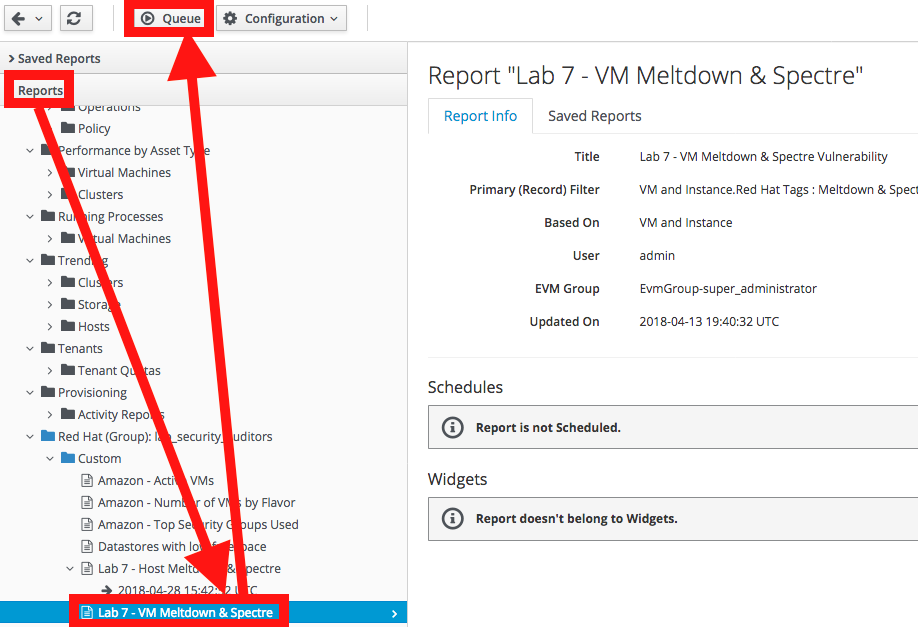 Queue
Configuration
Saved Reports
Reports
Operations
Policy
Performance by Asset Type
Virtual Machines
Clusters
Running Processes
Virtual Machines
Trending
Clusters
Storage
Hosts
Tenants
Tenant Quotas
Provisioning
Activity Reports
Red Hat (Group): lab_security_auditors
Custom
Amazon - Active VMs
Amazon - Number of VMs by Flavor
Amazon - Top Security Groups Used
Datastores with low free space
Lab 7 - Host Meltdown & Spectre
2018-04-28 15:42: UTC
Lab 7 - VM Meltdown & Spectre
Report "Lab 7 - VM Meltdown & Spectre"
Report Info
Saved Reports
Title Lab 7 - VM Meltdown & Spectre Vulnerability
Primary (Record) Filter VM and Instance.Red Hat Tags : Meltdown & Spect
Based On VM and Instance
User admin
EVM Group EvmGroup-super_administrator
Updated On 2018-04-13 19:40:32 UTC
Schedules
Report is not Scheduled.
Widgets
Report doesn't belong to Widgets.